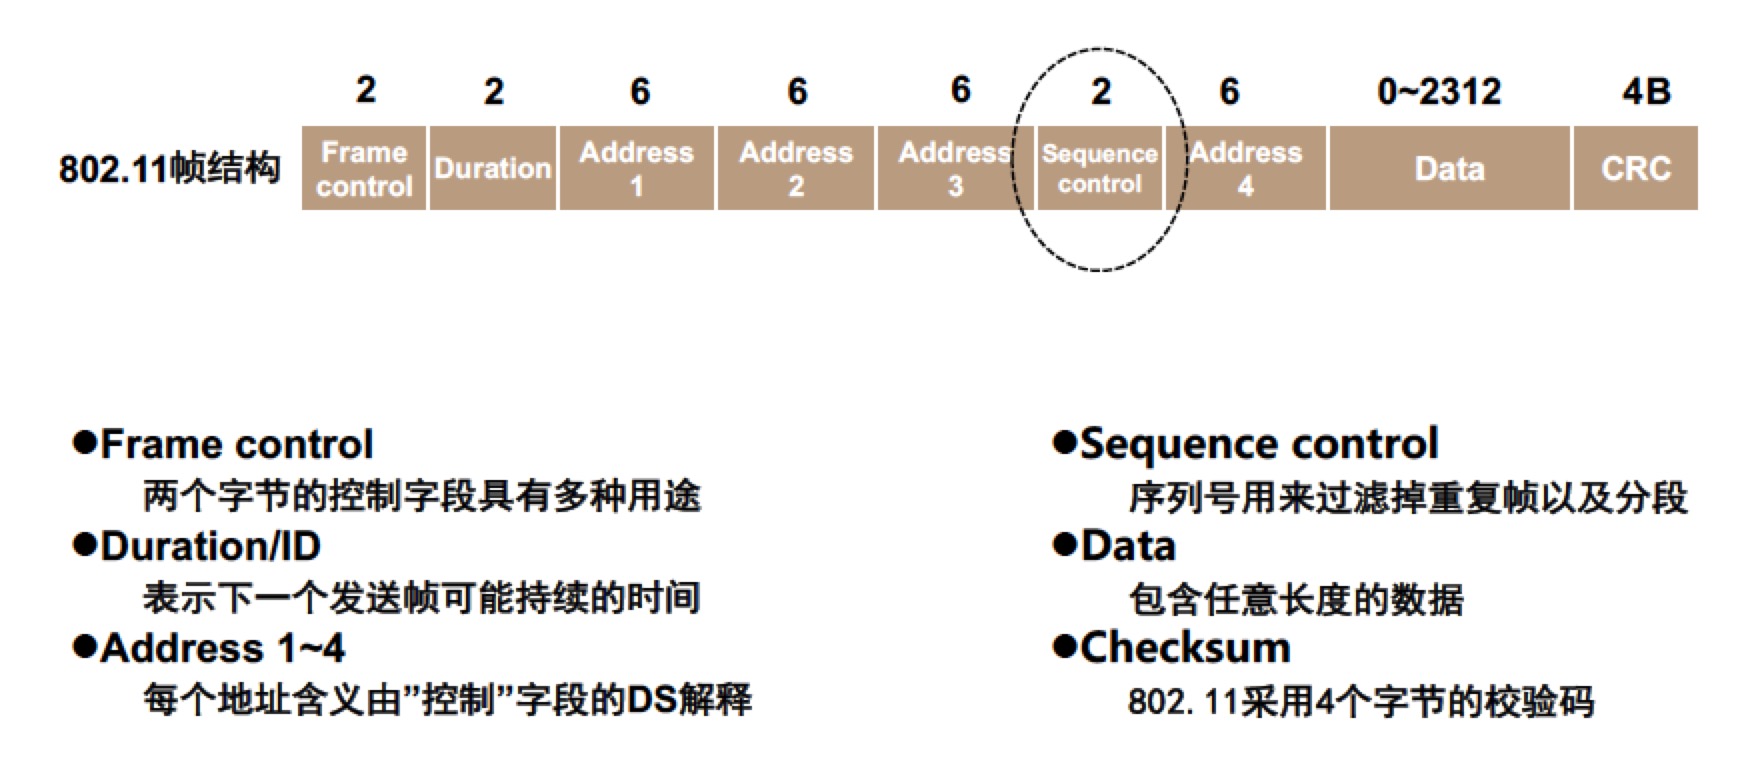 2 2 6 6 6 2 6 0~2312 4B
802.11帧结构 Frame control Duration Address 1 Address 2 Address 3 Sequence control Address 4 Data CRC
●Frame control
两个字节的控制字段具有多种用途
●Duration/ID
表示下一个发送帧可能持续的时间
●Address 1~4
每个地址含义由”控制”字段的DS解释
●Sequence control
序列号用来过滤掉重复帧以及分段
●Data
包含任意长度的数据
●Checksum
802.11采用4个字节的校验码